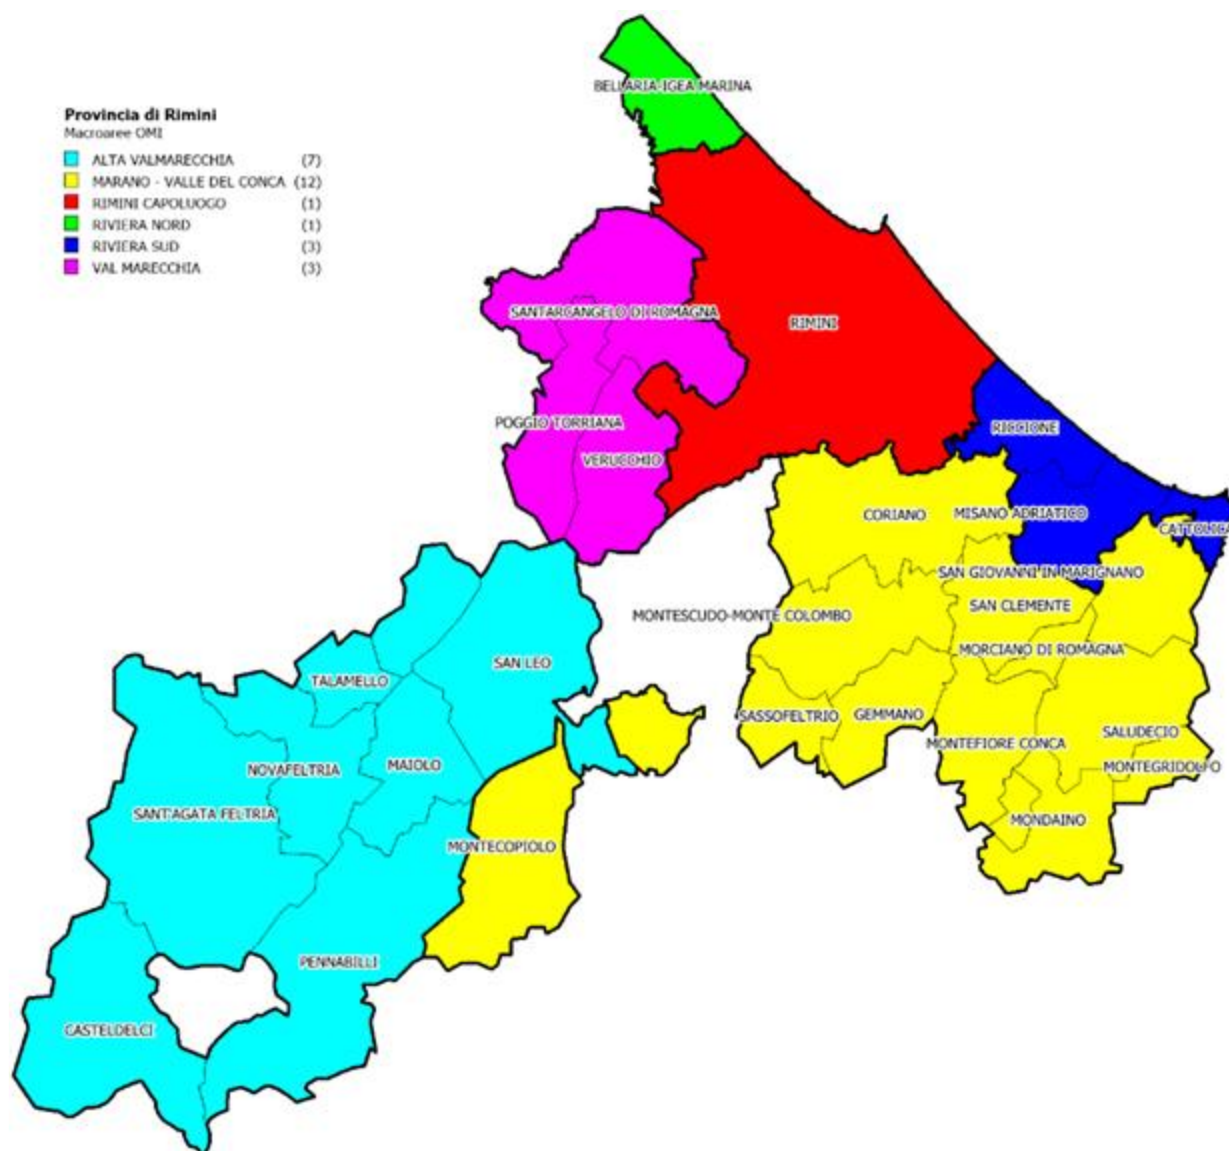 Provincia di Rimini
Macroaree OMI
ALTA VALMARECCHIA (7)
MARANO - VALLE DEL CONCA (12)
RIMINI CAPOLUOGO (1)
RIVIERA NORD (1)
RIVIERA SUD (3)
VAL MARECCHIA (3)
BELLARIA-IGEA MARINA
SANTARCANGELO DI ROMAGNA
RIMINI
POGGIO TORRIANA
RICCIONE
VERUCCHIO
CORIANO
MISANO ADRIATICO
CATTOLICA
SAN GIOVANNI IN MARIGNANO
SAN CLEMENTE
MONTESCUDO-MONTE COLOMBO
MORCIANO DI ROMAGNA
SAN LEO
TALAMELLO
SASSOFELTRIO
GEMMANO
SALUDECIO
MONTEFIORE CONCA
MONTEGRIDOLFO
NOVAFELTRIA
MAIOLO
SANT'AGATA FELTRIA
MONDAINO
MONTECOPIOLO
PENNABILLI
CASTELDELCI